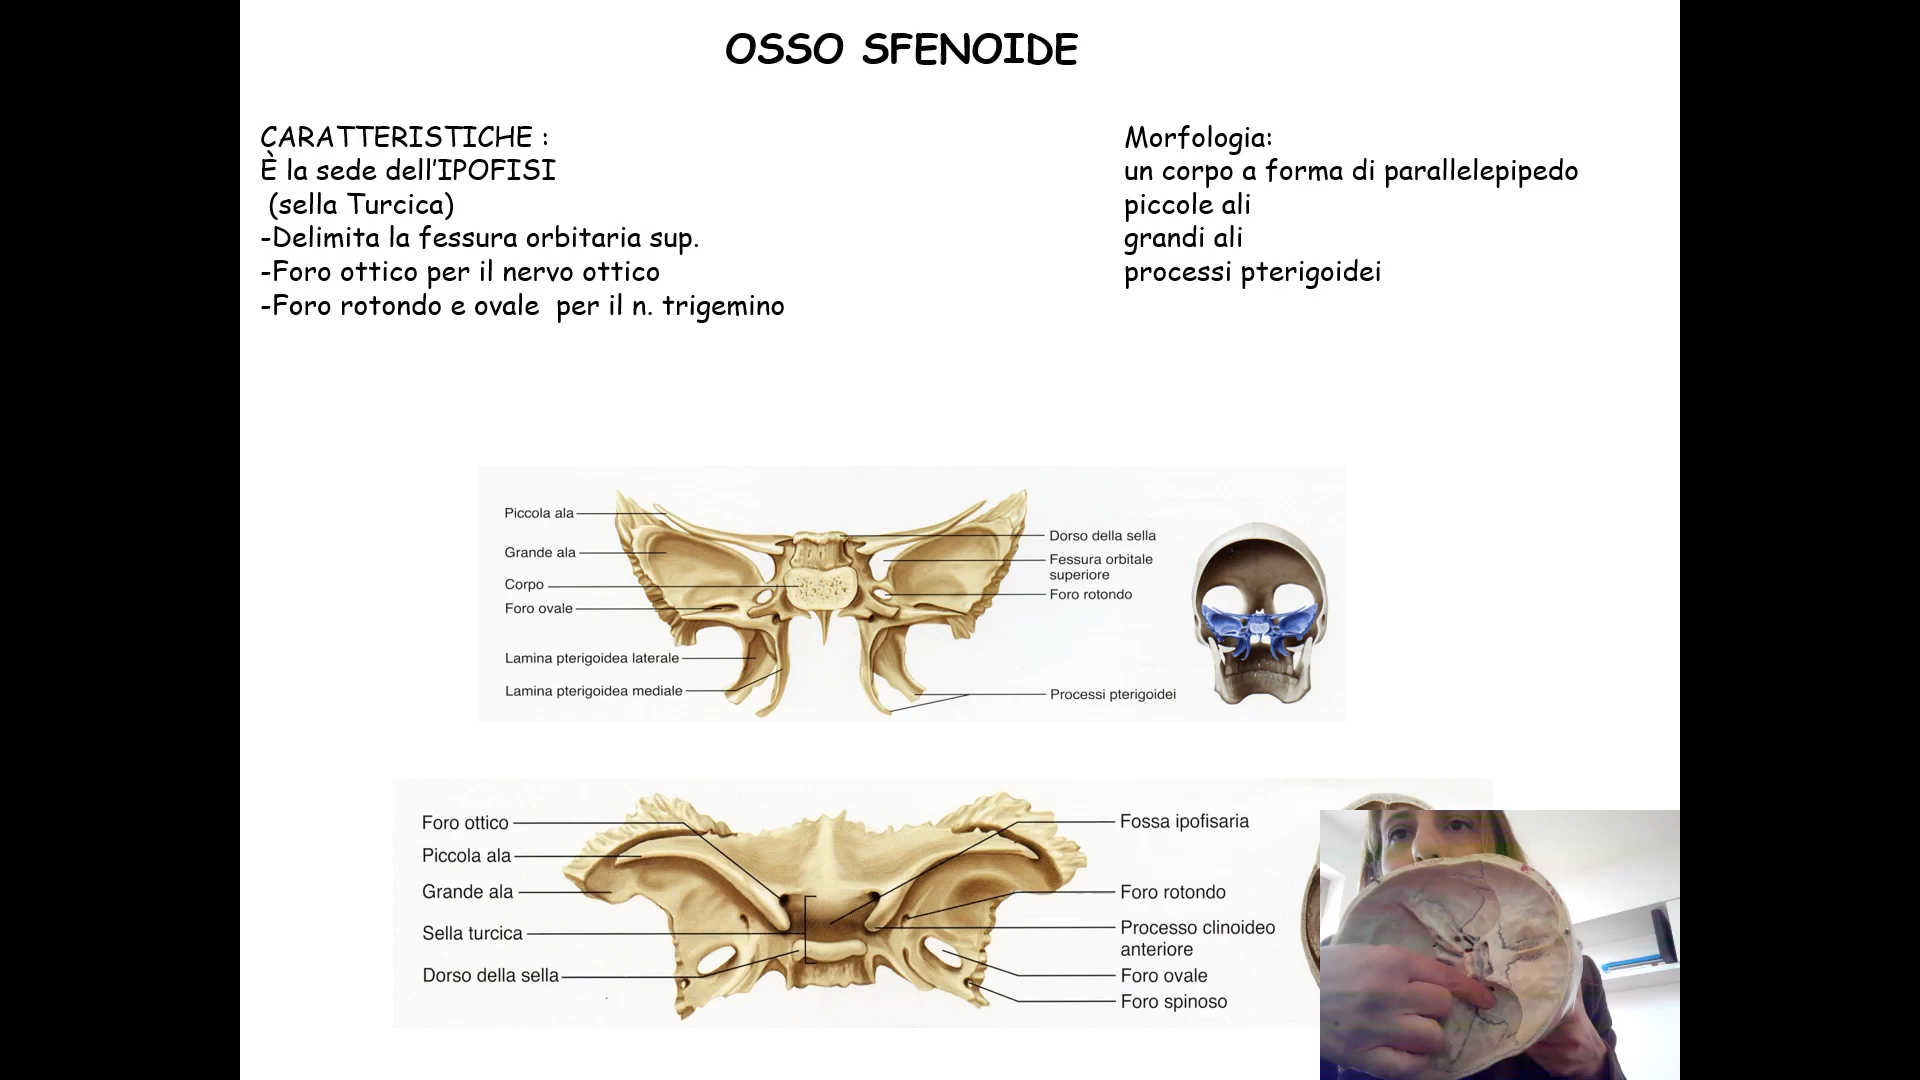 OSSO SFENOIDE
CARATTERISTICHE :
È la sede dell'IPOFISI
(sella Turcica)
-Delimita la fessura orbitaria sup.
-Foro ottico per il nervo ottico
-Foro rotondo e ovale per il n. trigemino
Morfologia:
un corpo a forma di parallelepipedo
piccole ali
grandi ali
processi pterigoidei
Piccola ala
Grande ala
Corpo
Foro ovale
Lamina pterigoidea laterale
Lamina pterigoidea mediale
Dorso della sella
Fessura orbitale
superiore
Foro rotondo
Processi pterigoidei
Foro ottico
Piccola ala
Grande ala
Sella turcica
Dorso della sella
Fossa ipofisaria
Foro rotondo
Processo clinoideo
anteriore
Foro ovale
Foro spinoso